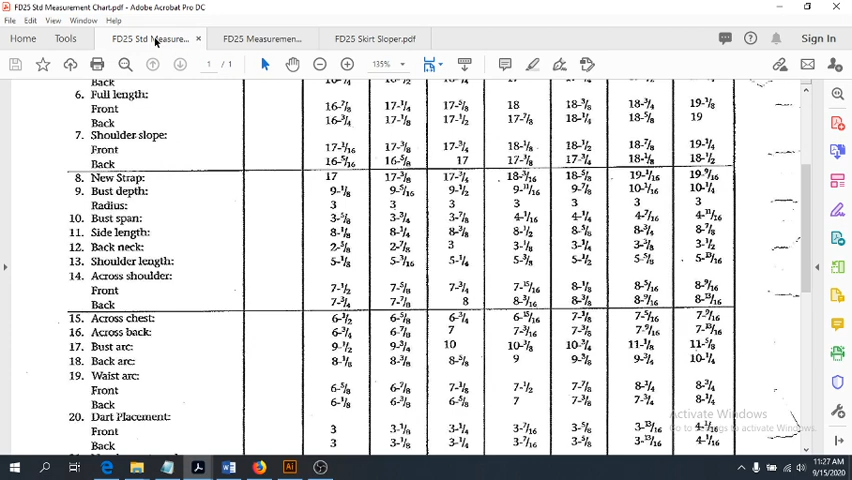 FD25 Std Measurement Chart.pdf - Adobe Acrobat Pro DC
File Edit View Window Help
Home Tools FD25 Std Measure... × FD25 Measuremen... FD25 Skirt Sloper.pdf Sign In
1 / 1 135%
Back
6. Full length:
Front 16-7/8 17-1/4 17-5/8 18 18-3/8 18-3/4 19-1/8
Back 16-3/4 17-1/8 17-1/2 17-7/8 18-1/4 18-5/8 19
7. Shoulder slope:
Front 17-1/16 17-3/8 17-3/4 18-1/8 18-1/2 18-7/8 19-1/4
Back 16-5/16 16-5/8 17 17-3/8 17-3/4 18-1/8 18-1/2
8. New Strap: 17 17-3/8 17-3/4 18-3/16 18-5/8 19-1/16 19-9/16
9. Bust depth: 9-1/8 9-5/16 9-1/2 9-11/16 9-7/8 10-1/16 10-1/4
Radius: 3 3 3 3 3 3 3
10. Bust span: 3-5/8 3-3/4 3-7/8 4-1/16 4-1/4 4-7/16 4-11/16
11. Side length: 8-1/8 8-1/4 8-3/8 8-1/2 8-5/8 8-3/4 8-7/8
12. Back neck: 2-5/8 2-7/8 3 3-1/8 3-1/4 3-3/8 3-1/2
13. Shoulder length: 5-1/8 5-3/16 5-1/4 5-3/8 5-1/2 5-5/8 5-13/16
14. Across shoulder:
Front 7-1/2 7-5/8 7-3/4 7-15/16 8-1/8 8-5/16 8-9/16
Back 7-3/4 7-7/8 8 8-3/16 8-3/8 8-9/16 8-13/16
15. Across chest: 6-1/2 6-5/8 6-3/4 6-15/16 7-1/8 7-5/16 7-9/16
16. Across back: 6-3/4 6-7/8 7 7-3/16 7-3/8 7-9/16 7-13/16
17. Bust arc: 9-1/2 9-3/4 10 10-3/8 10-3/4 11-1/8 11-5/8
18. Back arc: 8-1/8 8-3/8 8-5/8 9 9-3/8 9-3/4 10-1/4
19. Waist arc:
Front 6-5/8 6-7/8 7-1/8 7-1/2 7-7/8 8-3/4
Back 6-1/8 6-3/8 6-5/8 7 7-3/8 7-3/4 8-1/4
20. Dart Placement:
Front 3 3-1/8 3-1/4 3-7/16 3-5/8 3-13/16 4-1/16
Back 3 3-1/8 3-1/4 3-7/16 3-5/8 3-13/16 4-1/16
Activate Windows
Go to Settings to activate Windows.
11:27 AM
9/15/2020